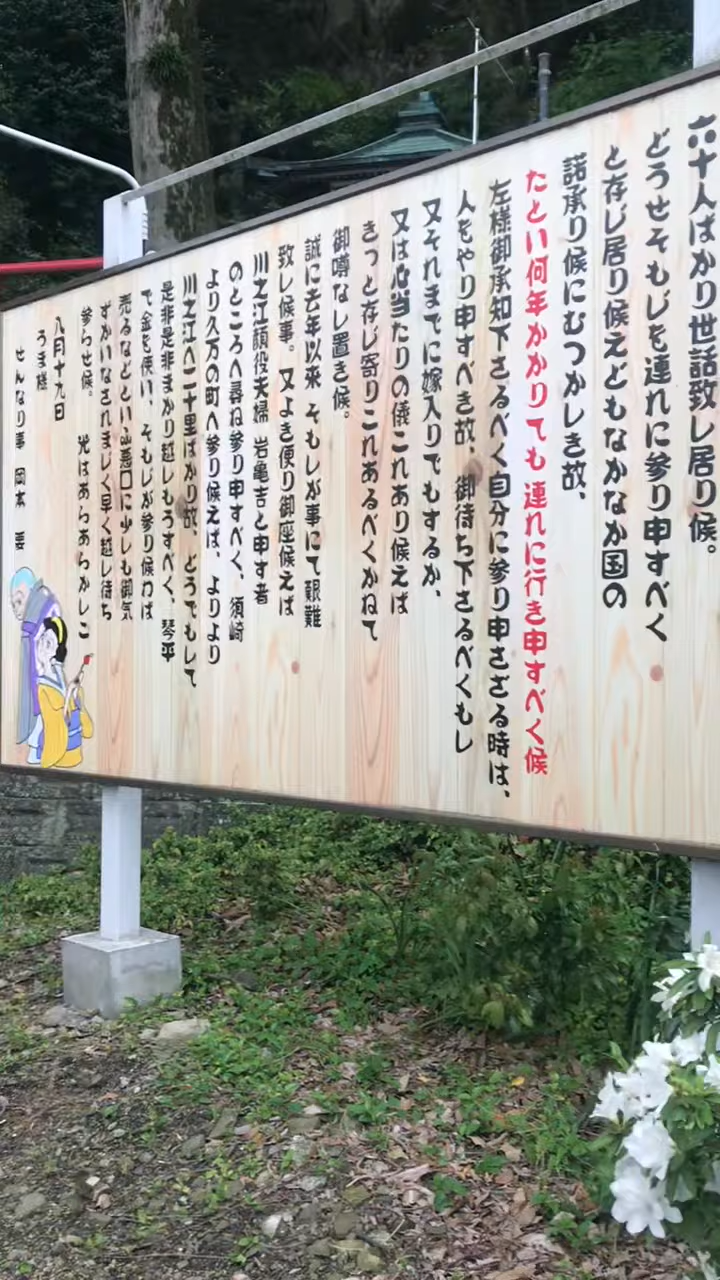 六十人ばかり世話致し居り候。
どうせそもじを連れに参り申すべく
と存じ居り候えどもなかなか国の
諾承り候にむつかしき故、
たとい何年かかりても 連れに行き申すべく候
左様御承知下さるべく自分に参り申さざる時は、
人をやり申すべき故、御待ち下さるべくもし
又それまでに嫁入りでもするか、
又は心当たりの儀これあり候えば
きっと存じ寄りこれあるべくかねて
御噂なし置き候。
誠に去年以来 そもじが事にて艱難
致し候事。又よき便り御座候えば
川之江顔役夫婦 岩亀吉と申す者
のところへ尋ね参り申すべく、須崎
より久万の町へ参り候えば、よりより
川之江へ二十里ばかり故、どうでもして
是非是非まかり越しもうすべく、琴平
で金を使い、そもじが参り候わば
売るなどという悪口に少しも御気
ずかいなされまじく早く越し待ち
参らせ候。 光はあらあらかしこ
八月十九日
うま様
せんなり事 岡本 要